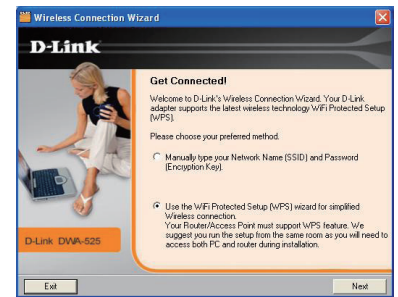 Wireless Connection Wizard
D-Link
Get Connected!
Welcome to D-Link's Wireless Connection Wizard. Your D-Link
adapter supports the latest wireless technology WiFi Protected Setup
(WPS).
Please choose your preferred method.
Manually type your Network Name (SSID) and Password
(Encryption Key).
Use the WiFi Protected Setup (WPS) wizard for simplified
Wireless connection.
Your Router/Access Point must support WPS feature. We
suggest you run the setup from the same room as you will need to
access both PC and router during installation.
D-Link DWA-525
Exit
Next